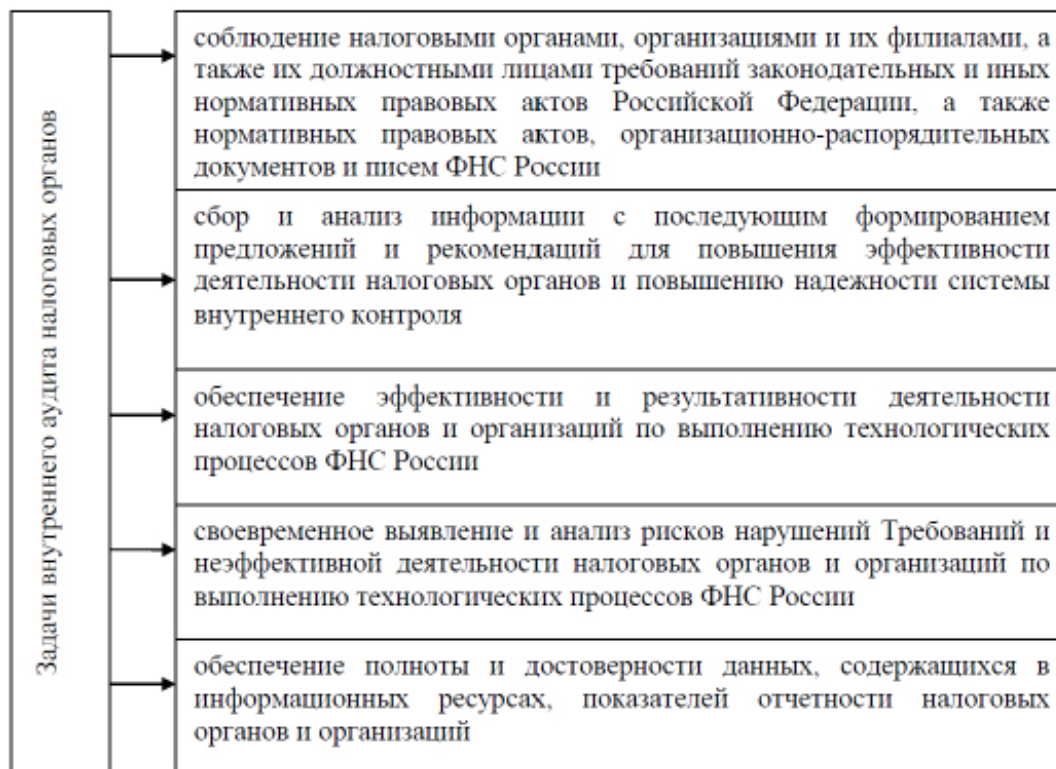 Задачи внутреннего аудита налоговых органов
соблюдение налоговыми органами, организациями и их филиалами, а
также их должностными лицами требований законодательных и иных
нормативных правовых актов Российской Федерации, а также
нормативных правовых актов, организационно-распорядительных
документов и писем ФНС России
сбор и анализ информации с последующим формированием
предложений и рекомендаций для повышения эффективности
деятельности налоговых органов и повышению надежности системы
внутреннего контроля
обеспечение эффективности и результативности деятельности
налоговых органов и организаций по выполнению технологических
процессов ФНС России
своевременное выявление и анализ рисков нарушений Требований и
неэффективной деятельности налоговых органов и организаций по
выполнению технологических процессов ФНС России
обеспечение полноты и достоверности данных, содержащихся в
информационных ресурсах, показателей отчетности налоговых
органов и организаций